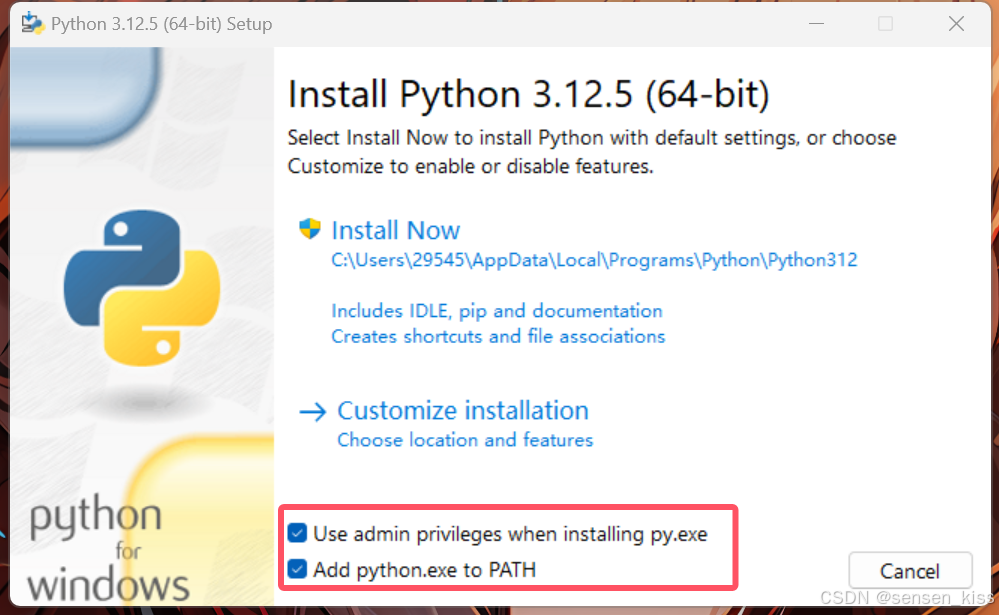 Python 3.12.5 (64-bit) Setup
Install Python 3.12.5 (64-bit)
Select Install Now to install Python with default settings, or choose
Customize to enable or disable features.
Install Now
C:\Users\29545\AppData\Local\Programs\Python\Python312
Includes IDLE, pip and documentation
Creates shortcuts and file associations
Customize installation
Choose location and features
python
for
windows
Use admin privileges when installing py.exe
Add python.exe to PATH
Cancel
CSDN @sensen_kiss